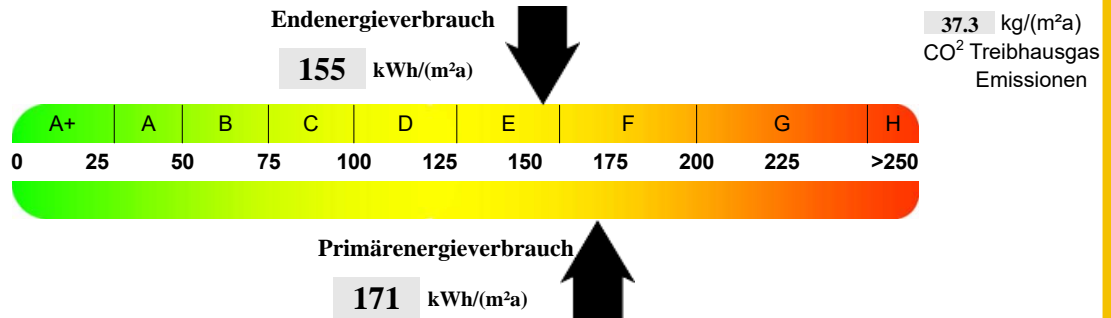 Endenergieverbrauch
155 kWh/(m²a)
37.3 kg/(m²a)
CO² Treibhausgas
Emissionen
A+ A B C D E F G H
0 25 50 75 100 125 150 175 200 225 >250
Primärenergieverbrauch
171 kWh/(m²a)